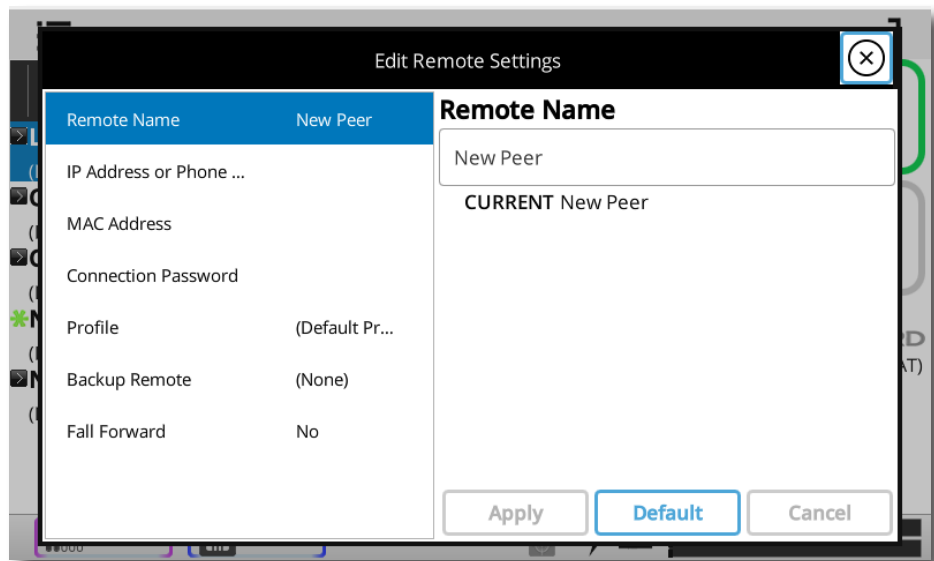 Edit Remote Settings
Remote Name New Peer
IP Address or Phone ...
MAC Address
Connection Password
Profile (Default Pr...
Backup Remote (None)
Fall Forward No
Remote Name
New Peer
CURRENT New Peer
Apply Default Cancel
AT)